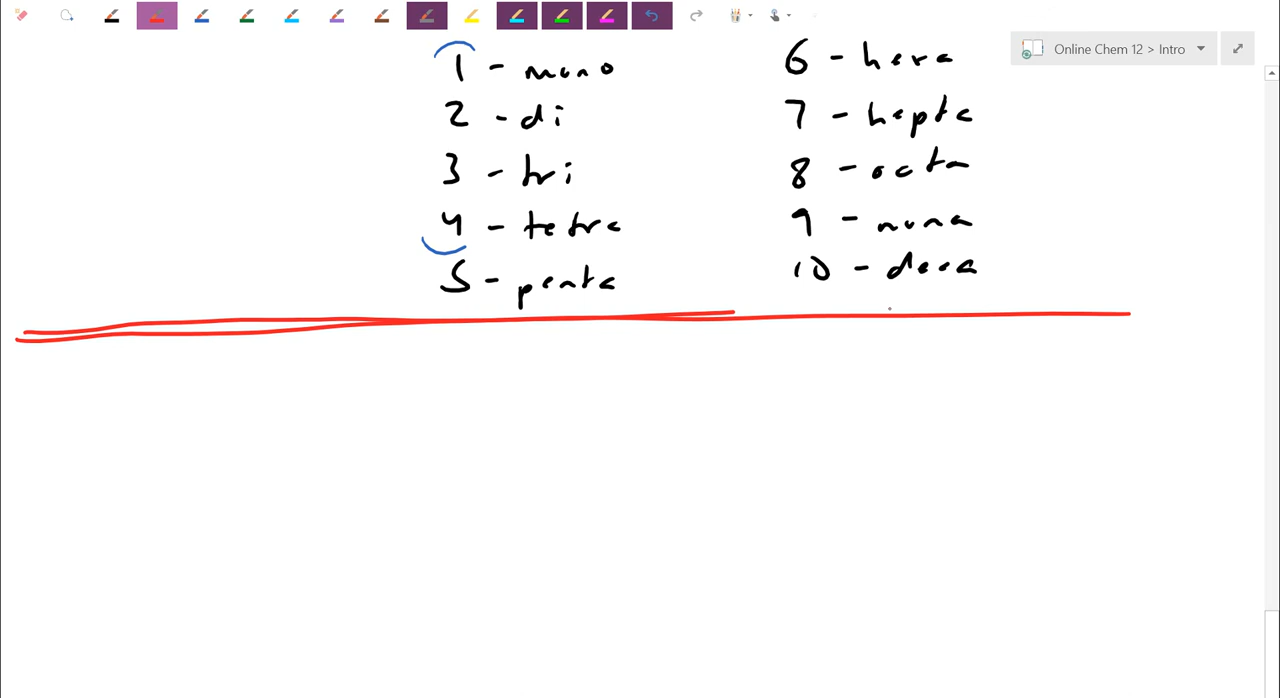 Online Chem 12 > Intro
1 - mono
2 - di
3 - tri
4 - tetra
5 - penta
6 - hexa
7 - hepta
8 - octa
9 - nona
10 - deca